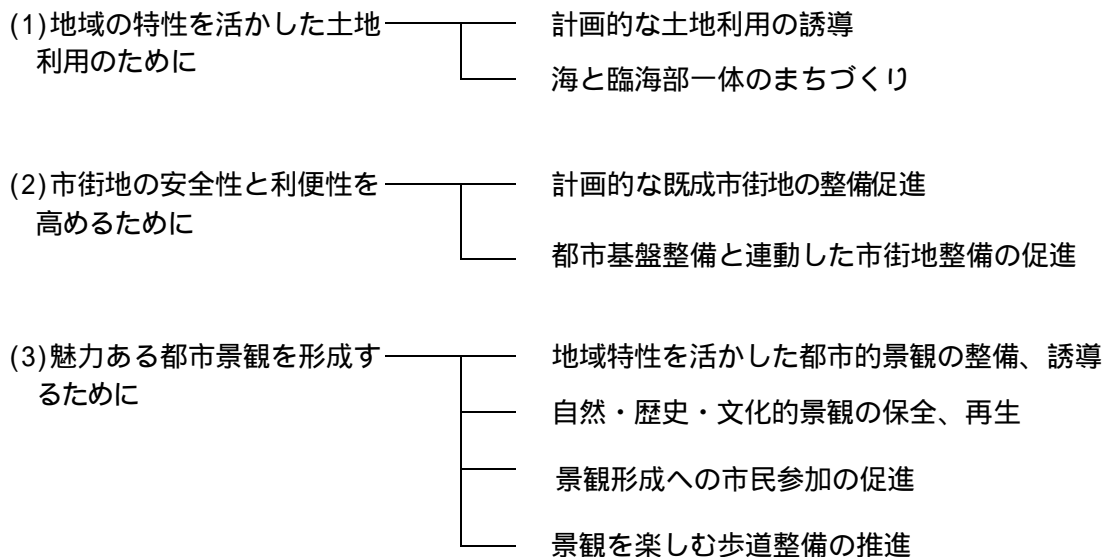 (1)地域の特性を活かした土地
利用のために
計画的な土地利用の誘導
海と臨海部一体のまちづくり
(2)市街地の安全性と利便性を
高めるために
計画的な既成市街地の整備促進
都市基盤整備と連動した市街地整備の促進
(3)魅力ある都市景観を形成す
るために
地域特性を活かした都市的景観の整備、誘導
自然・歴史・文化的景観の保全、再生
景観形成への市民参加の促進
景観を楽しむ歩道整備の推進